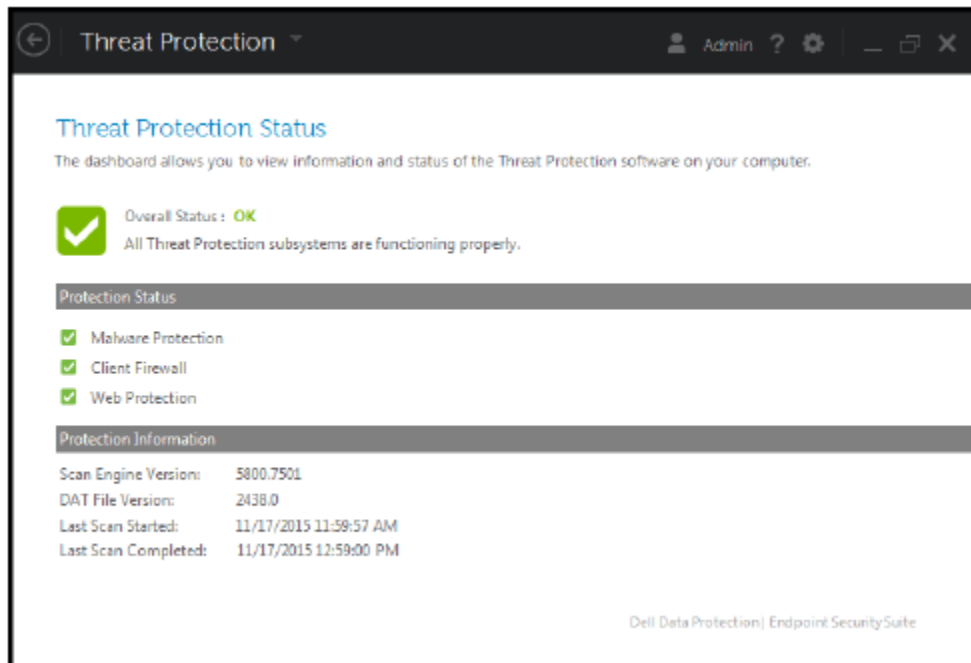 Threat Protection
Admin ?
Threat Protection Status
The dashboard allows you to view information and status of the Threat Protection software on your computer.
Overall Status : OK
All Threat Protection subsystems are functioning properly.
Protection Status
Malware Protection
Client Firewall
Web Protection
Protection Information
Scan Engine Version: 5800.7501
DAT File Version: 2438.0
Last Scan Started: 11/17/2015 11:59:57 AM
Last Scan Completed: 11/17/2015 12:59:00 PM
Dell Data Protection | Endpoint Security Suite